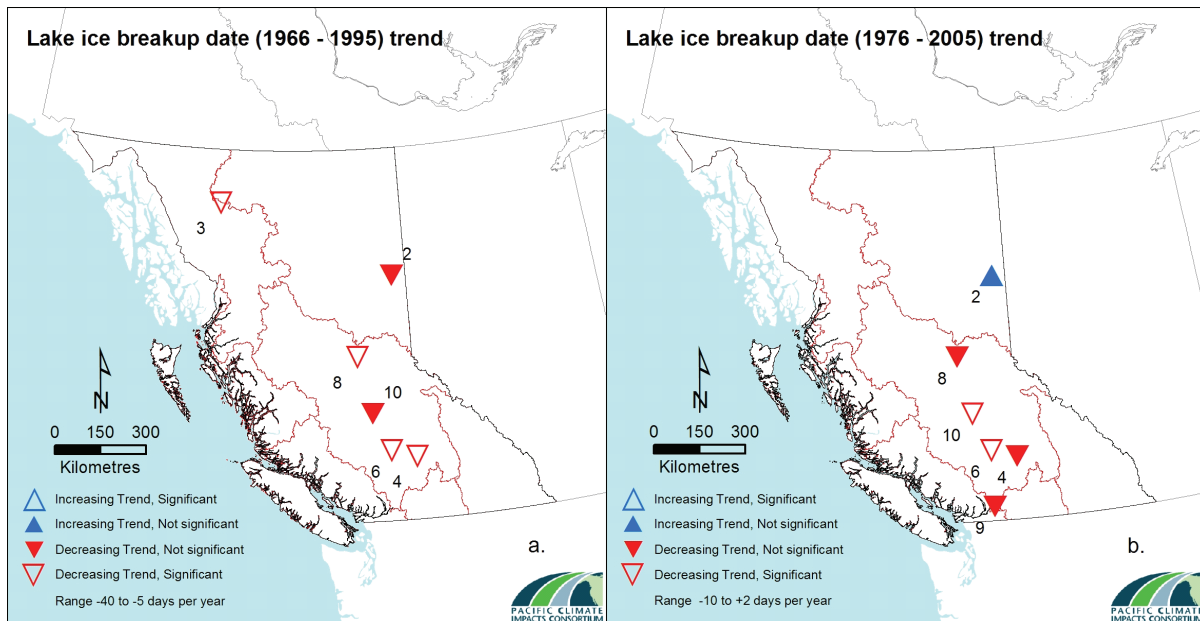 Lake ice breakup date (1966 - 1995) trend
3
2
8
10
6
4
N
0 150 300
Kilometres
Increasing Trend, Significant
Increasing Trend, Not significant
Decreasing Trend, Not significant
Decreasing Trend, Significant
Range -40 to -5 days per year
a.
PACIFIC CLIMATE
IMPACTS CONSORTIUM
Lake ice breakup date (1976 - 2005) trend
2
8
10
6
4
9
N
0 150 300
Kilometres
Increasing Trend, Significant
Increasing Trend, Not significant
Decreasing Trend, Not significant
Decreasing Trend, Significant
Range -10 to +2 days per year
b.
PACIFIC CLIMATE
IMPACTS CONSORTIUM